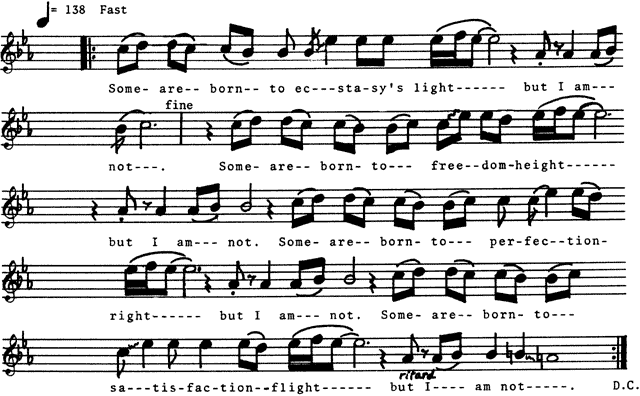 = 138 Fast
Some- are-- born-- to ec---sta-sy's light------ but I am---
fine
not---. Some- are-- born- to--- free--dom-height------
but I am--- not. Some- are-- born- to--- per-fec--tion-
right------ but I am--- not. Some- are-- born- to---
ritard
sa---tis-fac-tion--flight------ but I---- am not-----. D.C.